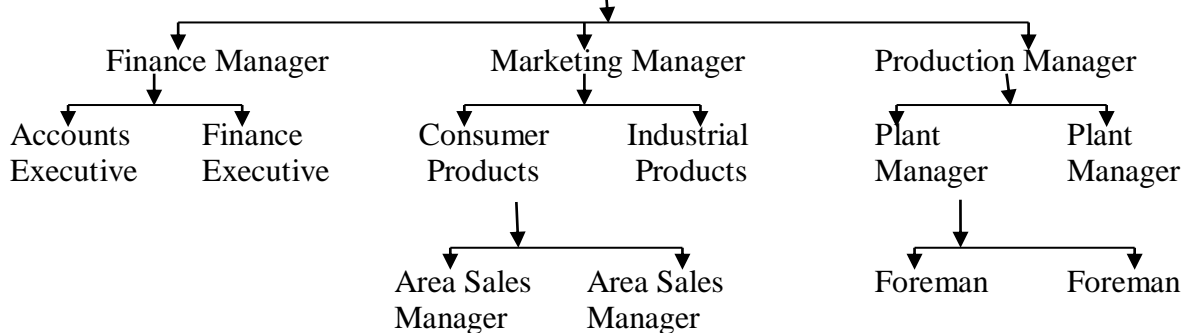 Finance Manager Marketing Manager Production Manager
Accounts Finance Consumer Industrial Plant Plant
Executive Executive Products Products Manager Manager
Area Sales Area Sales Foreman Foreman
Manager Manager